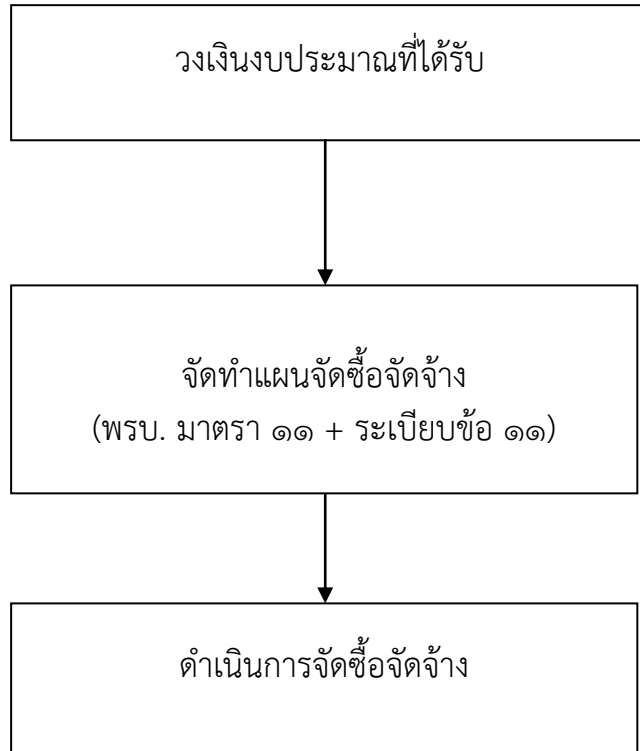 วงเงินงบประมาณที่ได้รับ
จัดทำแผนจัดซื้อจัดจ้าง
(พรบ. มาตรา ๑๑ + ระเบียบข้อ ๑๑)
ดำเนินการจัดซื้อจัดจ้าง